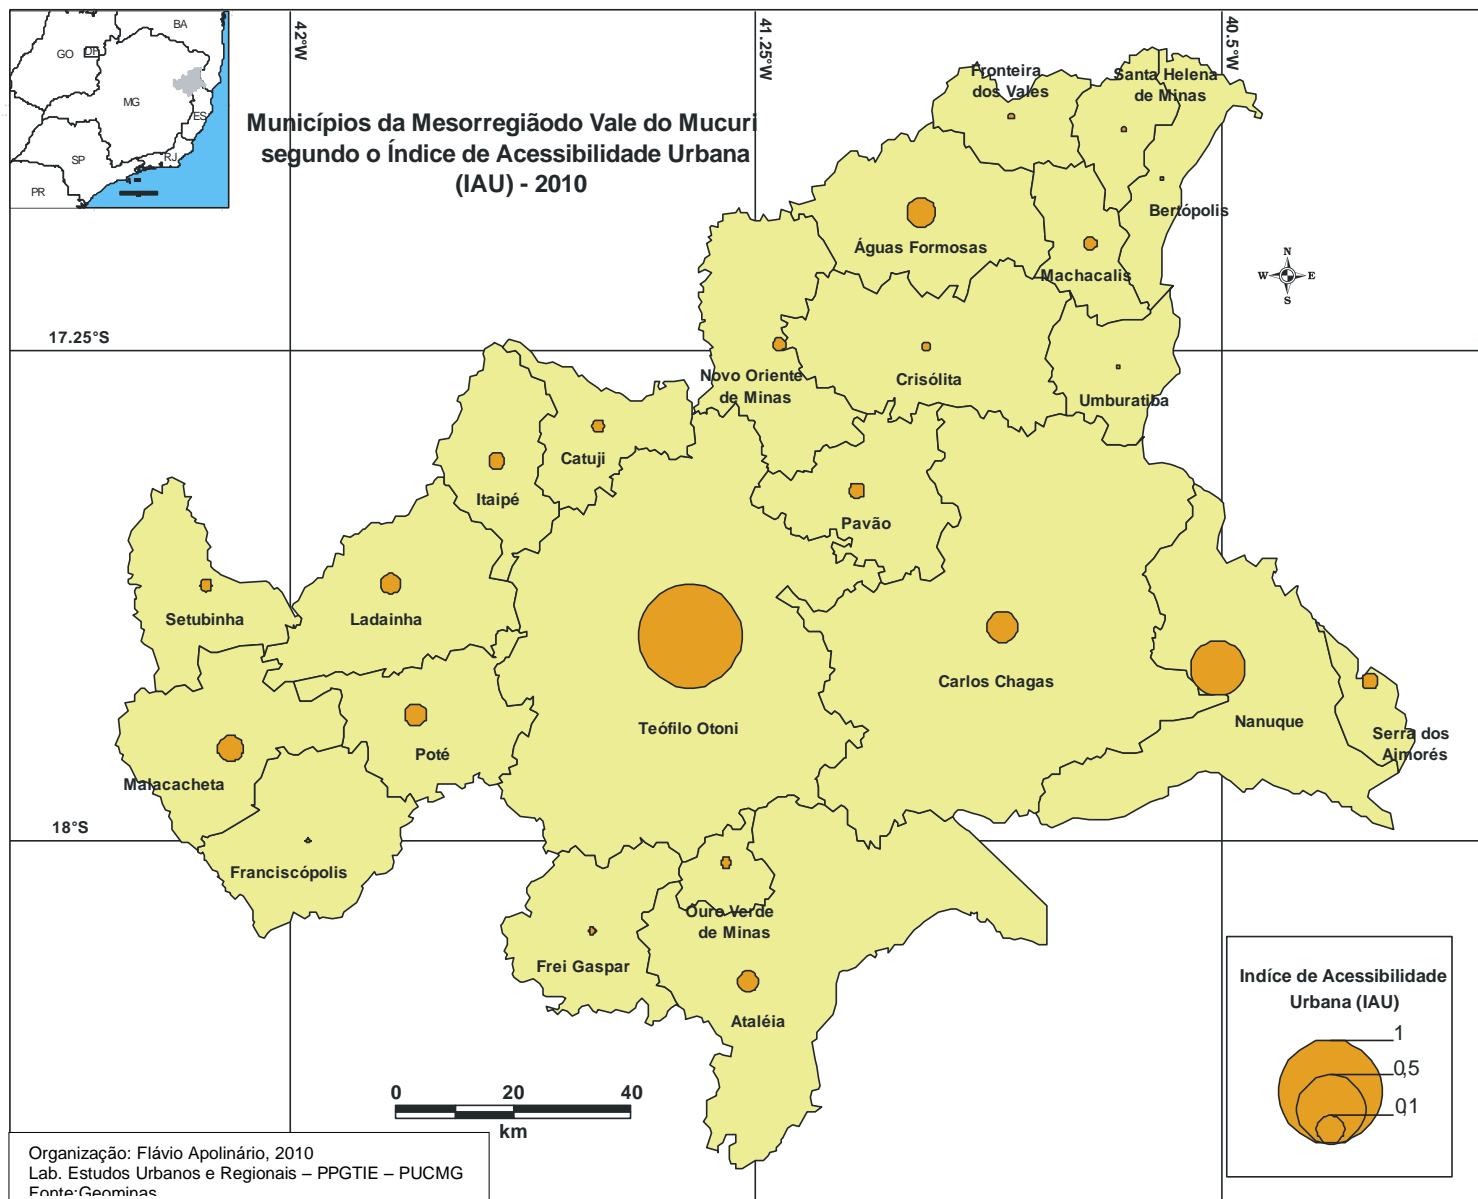 BA
GO
DF
MG
ES
SP
RJ
PR
42°W
41.25°W
40.5°W
Municípios da Mesorregiãodo Vale do Mucuri
segundo o Índice de Acessibilidade Urbana
(IAU) - 2010
Fronteira
dos Vales
Santa Helena
de Minas
Bertópolis
Águas Formosas
Machacalis
N
W
E
S
17.25°S
Novo Oriente
de Minas
Crisólita
Umburatiba
Catuji
Itaipé
Pavão
Setubinha
Ladainha
Carlos Chagas
Teófilo Otoni
Nanuque
Serra dos
Aimorés
Poté
Malacacheta
18°S
Franciscópolis
Ouro Verde
de Minas
Frei Gaspar
Ataléia
Indíce de Acessibilidade
Urbana (IAU)
1
0,5
0,1
0 20 40
km
Organização: Flávio Apolinário, 2010
Lab. Estudos Urbanos e Regionais – PPGTIE – PUCMG
Fonte:Geominas